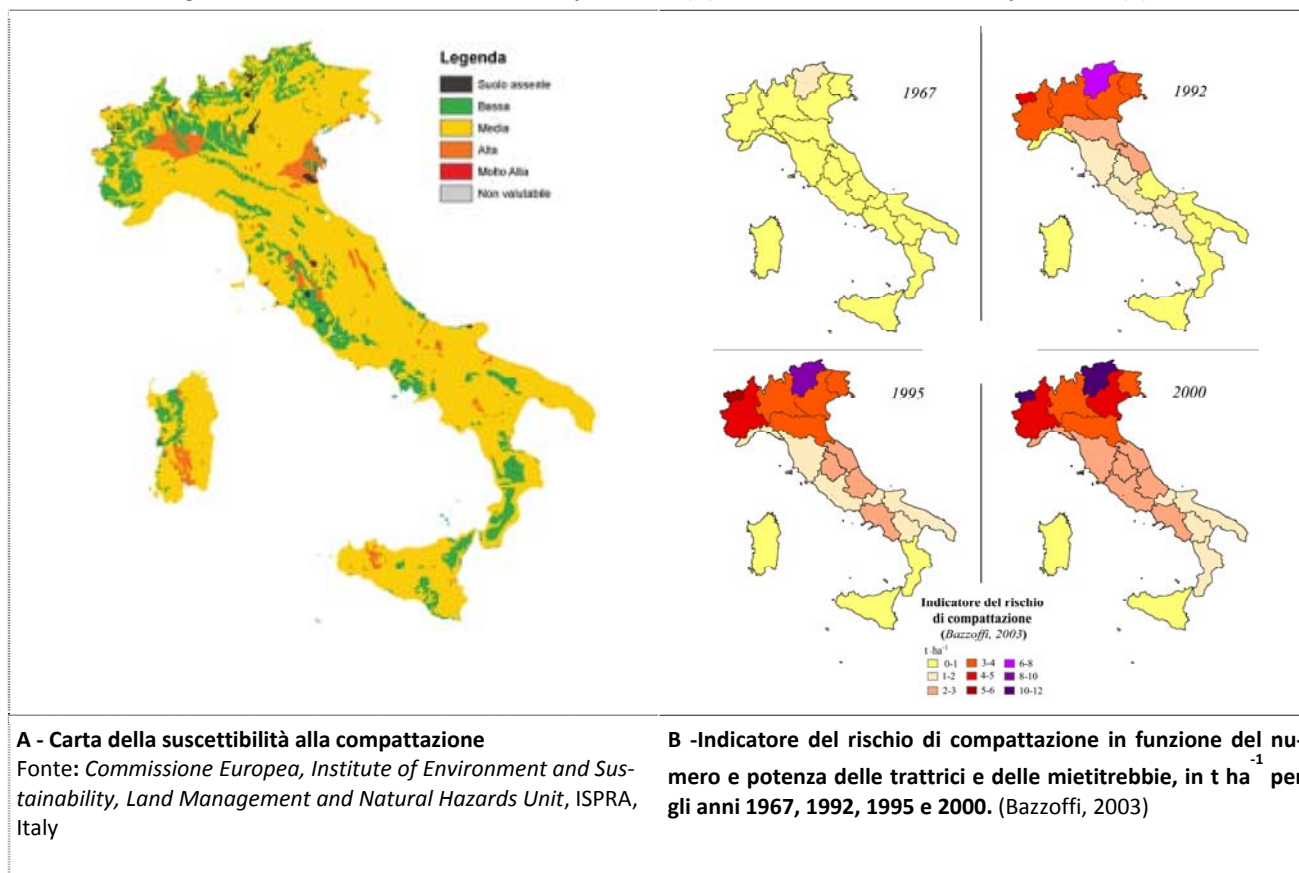 Legenda
Suolo assente
Bassa
Media
Alta
Molto Alta
Non valutabile
1967
1992
1995
2000
Indicatore del rischio
di compattazione
(Bazzoffi, 2003)
t·ha⁻¹
0-1 3-4 6-8
1-2 4-5 8-10
2-3 5-6 10-12
A - Carta della suscettibilità alla compattazione
Fonte: Commissione Europea, Institute of Environment and Sus-
tainability, Land Management and Natural Hazards Unit, ISPRA,
Italy
B -Indicatore del rischio di compattazione in funzione del nu-
mero e potenza delle trattrici e delle mietitrebbie, in t ha⁻¹ per
gli anni 1967, 1992, 1995 e 2000. (Bazzoffi, 2003)